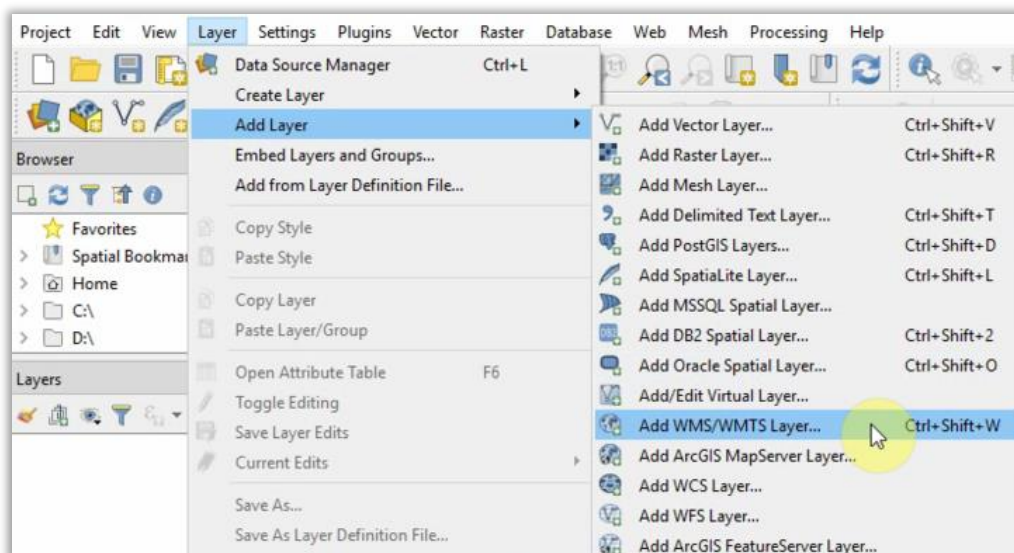 Project Edit View Layer Settings Plugins Vector Raster Database Web Mesh Processing Help
Data Source Manager Ctrl+L
Create Layer
Add Layer
Embed Layers and Groups...
Add from Layer Definition File...
Copy Style
Paste Style
Copy Layer
Paste Layer/Group
Open Attribute Table F6
Toggle Editing
Save Layer Edits
Current Edits
Save As...
Save As Layer Definition File...
Add Vector Layer... Ctrl+Shift+V
Add Raster Layer... Ctrl+Shift+R
Add Mesh Layer...
Add Delimited Text Layer... Ctrl+Shift+T
Add PostGIS Layers... Ctrl+Shift+D
Add SpatiaLite Layer... Ctrl+Shift+L
Add MSSQL Spatial Layer...
DB2
Add DB2 Spatial Layer... Ctrl+Shift+2
Add Oracle Spatial Layer... Ctrl+Shift+O
Add/Edit Virtual Layer...
Add WMS/WMTS Layer... Ctrl+Shift+W
Add ArcGIS MapServer Layer...
Add WCS Layer...
Add WFS Layer...
Add ArcGIS FeatureServer Layer...
Browser
Favorites
Spatial Bookma
Home
C:\
D:\
Layers